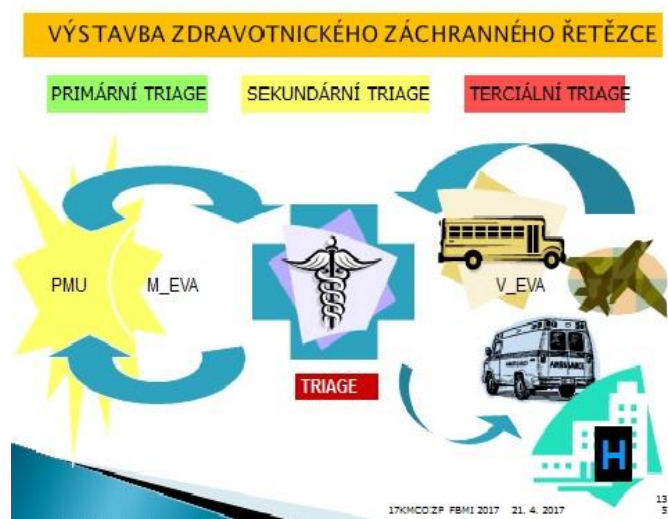 VÝSTAVBA ZDRAVOTNICKÉHO ZÁCHRANNÉHO ŘETĚZCE
PRIMÁRNÍ TRIAGE
SEKUNDÁRNÍ TRIAGE
TERCIÁLNÍ TRIAGE
PMU
M_EVA
V_EVA
AMBULANCE
TRIAGE
H
17KMCO:ZP FBMI 2017 21. 4. 2017
13
5